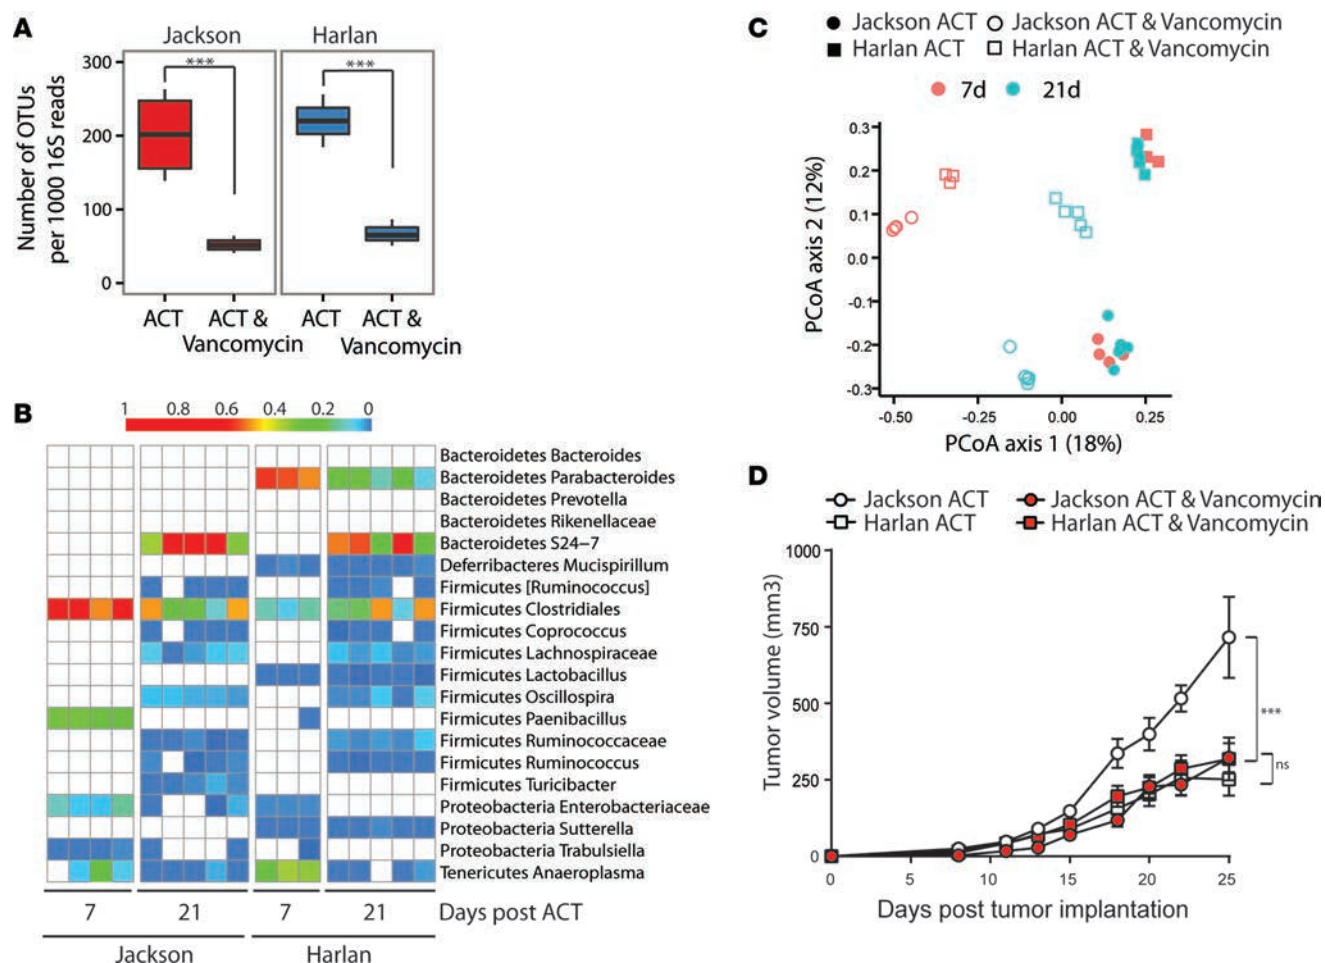 A
Jackson Harlan
Number of OTUs
per 1000 16S reads
300
200
100
0
***
***
ACT ACT & Vancomycin
ACT ACT & Vancomycin
B
1 0.8 0.6 0.4 0.2 0
Bacteroidetes Bacteroides
Bacteroidetes Parabacteroides
Bacteroidetes Prevotella
Bacteroidetes Rikenellaceae
Bacteroidetes S24−7
Deferribacteres Mucispirillum
Firmicutes [Ruminococcus]
Firmicutes Clostridiales
Firmicutes Coprococcus
Firmicutes Lachnospiraceae
Firmicutes Lactobacillus
Firmicutes Oscillospira
Firmicutes Paenibacillus
Firmicutes Ruminococcaceae
Firmicutes Ruminococcus
Firmicutes Turicibacter
Proteobacteria Enterobacteriaceae
Proteobacteria Sutterella
Proteobacteria Trabulsiella
Tenericutes Anaeroplasma
7 21 7 21 Days post ACT
Jackson Harlan
C
Jackson ACT Jackson ACT & Vancomycin
Harlan ACT Harlan ACT & Vancomycin
7d 21d
PCoA axis 2 (12%)
0.3
0.2
0.1
0.0
-0.1
-0.2
-0.3
-0.50 -0.25 0.00 0.25
PCoA axis 1 (18%)
D
Jackson ACT Jackson ACT & Vancomycin
Harlan ACT Harlan ACT & Vancomycin
Tumor volume (mm3)
1000
750
500
250
0
***
ns
0 5 10 15 20 25
Days post tumor implantation